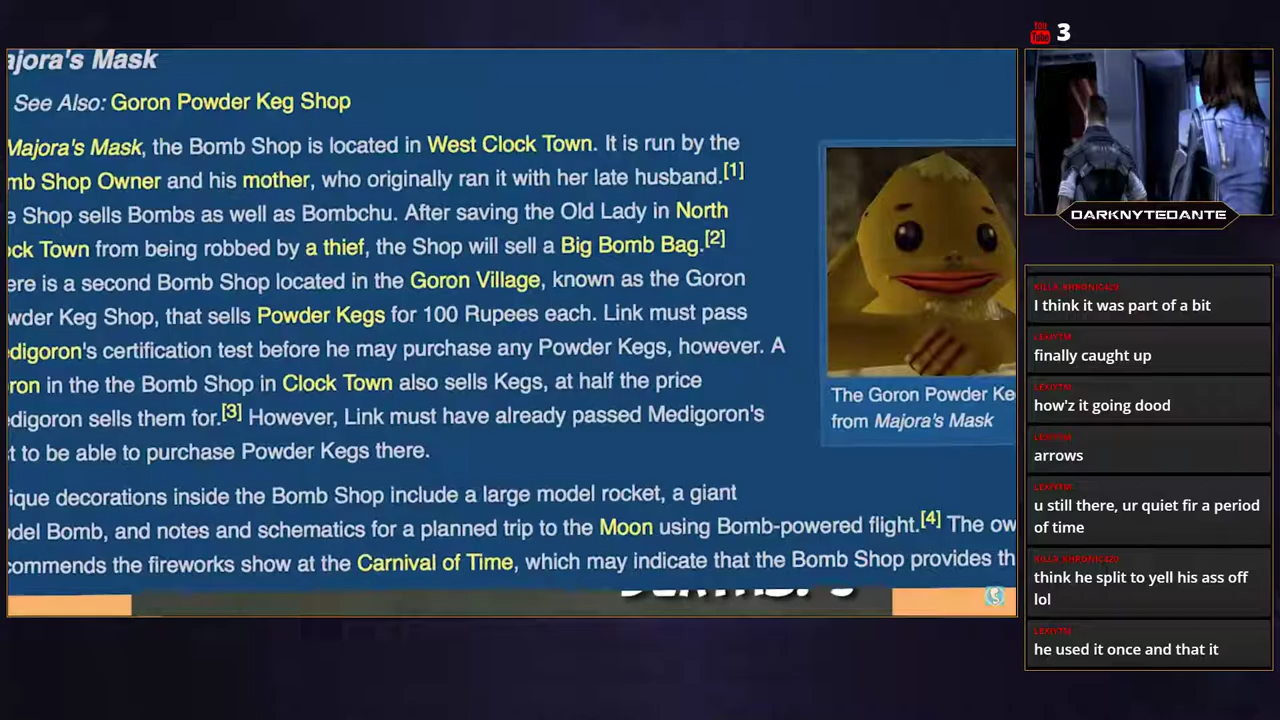 3
ajora's Mask
See Also: Goron Powder Keg Shop
Majora's Mask, the Bomb Shop is located in West Clock Town. It is run by the
mb Shop Owner and his mother, who originally ran it with her late husband.[1]
e Shop sells Bombs as well as Bombchu. After saving the Old Lady in North
ock Town from being robbed by a thief, the Shop will sell a Big Bomb Bag.[2]
ere is a second Bomb Shop located in the Goron Village, known as the Goron
wder Keg Shop, that sells Powder Kegs for 100 Rupees each. Link must pass
edigoron's certification test before he may purchase any Powder Kegs, however. A
oron in the the Bomb Shop in Clock Town also sells Kegs, at half the price
edigoron sells them for.[3] However, Link must have already passed Medigoron's
t to be able to purchase Powder Kegs there.
ique decorations inside the Bomb Shop include a large model rocket, a giant
odel Bomb, and notes and schematics for a planned trip to the Moon using Bomb-powered flight.[4] The ow
commends the fireworks show at the Carnival of Time, which may indicate that the Bomb Shop provides th
The Goron Powder Ke
from Majora's Mask
DARKNYTEDANTE
I think it was part of a bit
LEXIYTM
finally caught up
LEXIYTM
how'z it going dood
LEXIYTM
arrows
LEXIYTM
u still there, ur quiet fir a period
of time
KILLA KHRONIC420
think he split to yell his ass off
lol
LEXIYTM
he used it once and that it